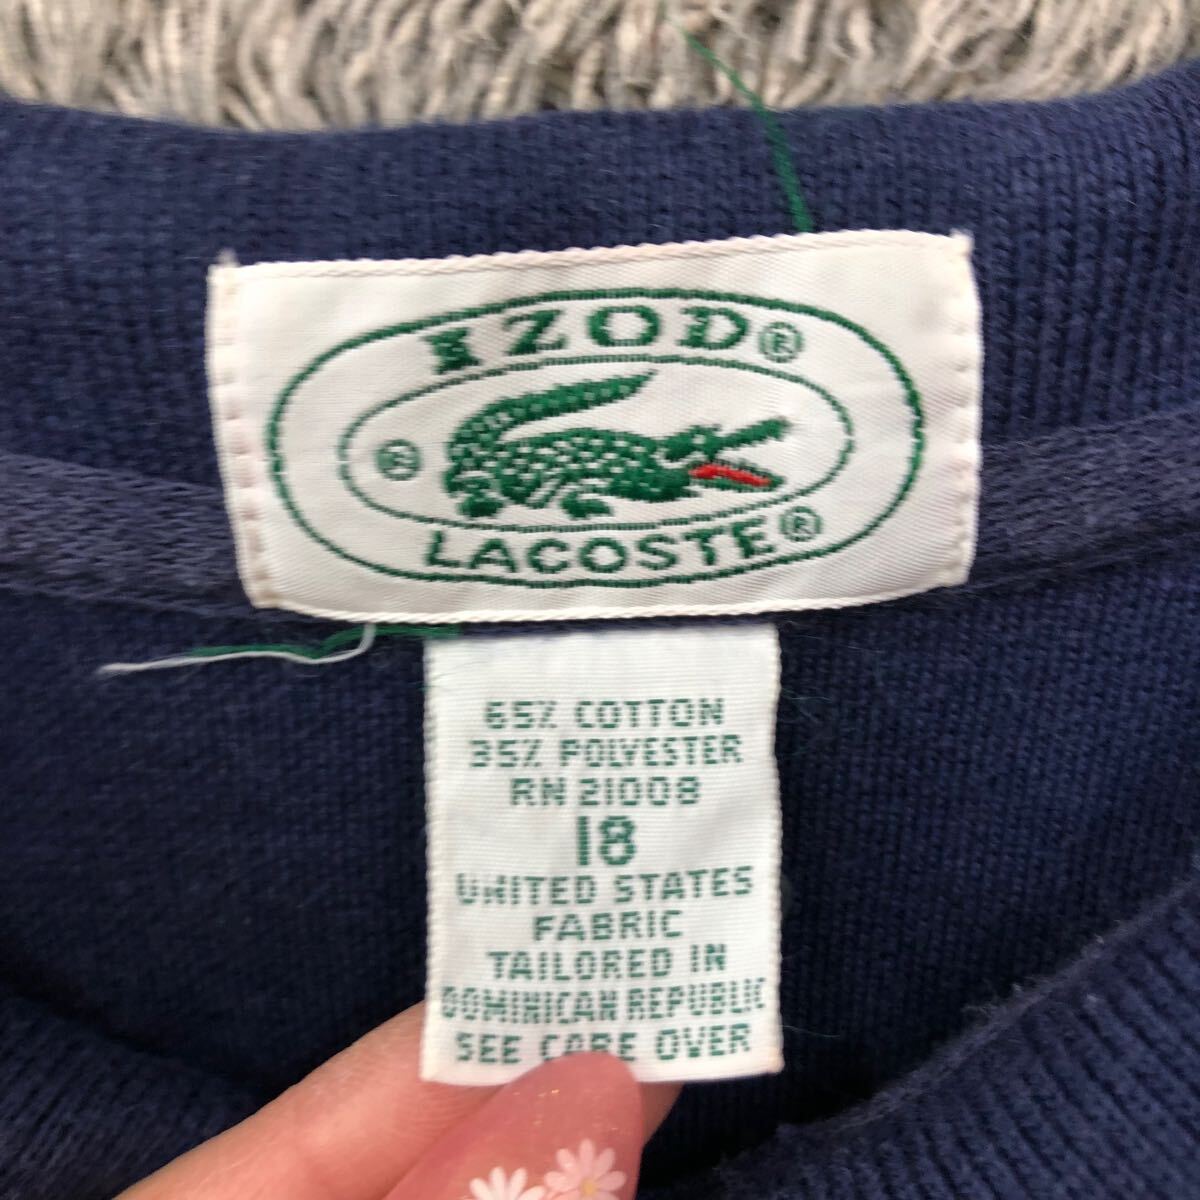 IZOD®
®
LACOSTE®
65% COTTON
35% POLYESTER
RN 21008
18
UNITED STATES
FABRIC
TAILORED IN
DOMINICAN REPUBLIC
SEE CARE OVER